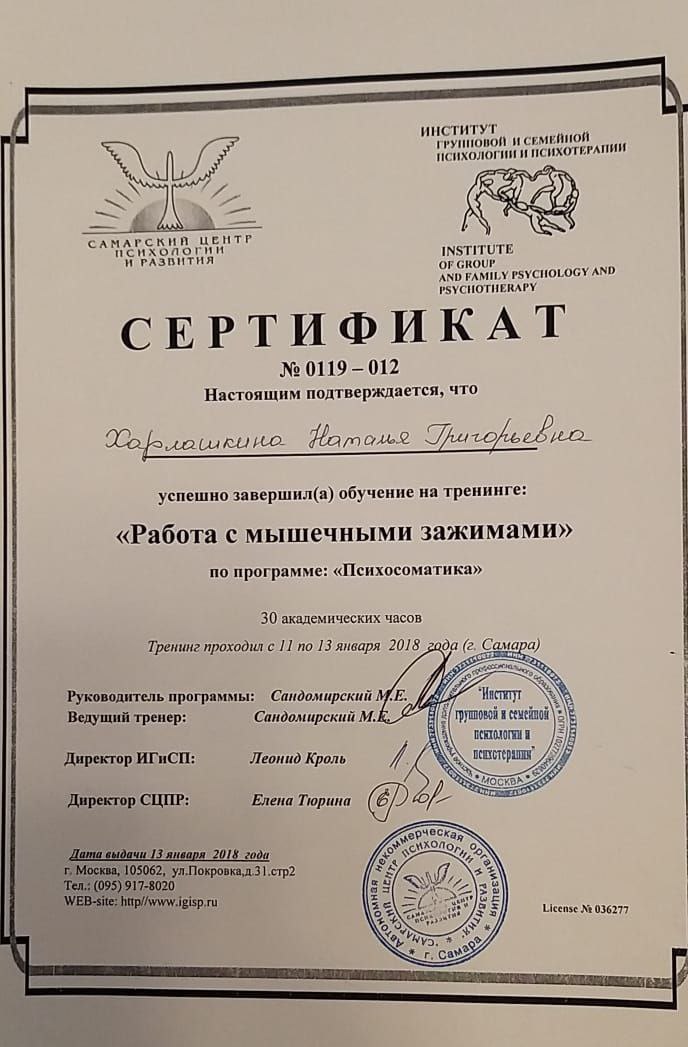 САМАРСКИЙ ЦЕНТР
ПСИХОЛОГИИ
И РАЗВИТИЯ
ИНСТИТУТ
ГРУППОВОЙ И СЕМЕЙНОЙ
ПСИХОЛОГИИ И ПСИХОТЕРАПИИ
INSTITUTE
OF GROUP
AND FAMILY PSYCHOLOGY AND
PSYCHOTHERAPY
СЕРТИФИКАТ
№ 0119 – 012
Настоящим подтверждается, что
Харлашкина Наталья Григорьевна
успешно завершил(а) обучение на тренинге:
«Работа с мышечными зажимами»
по программе: «Психосоматика»
30 академических часов
Тренинг проходил с 11 по 13 января 2018 года (г. Самара)
Руководитель программы: Сандомирский М.Е.
Ведущий тренер: Сандомирский М.Е.
"Институт
групповой и семейной
психологии и
психотерапии"
* МОСКВА *
Директор ИГиСП: Леонид Кроль
Директор СЦПР: Елена Тюрина
Дата выдачи 13 января 2018 года
г. Москва, 105062, ул.Покровка,д.31.стр2
Тел.: (095) 917-8020
WEB-site: http//www.igisp.ru
Автономная некоммерческая организация
"САМАРСКИЙ ЦЕНТР ПСИХОЛОГИИ И РАЗВИТИЯ"
САМАРСКИЙ ЦЕНТР
ПСИХОЛОГИИ И
РАЗВИТИЯ
* г. Самара *
License № 036277